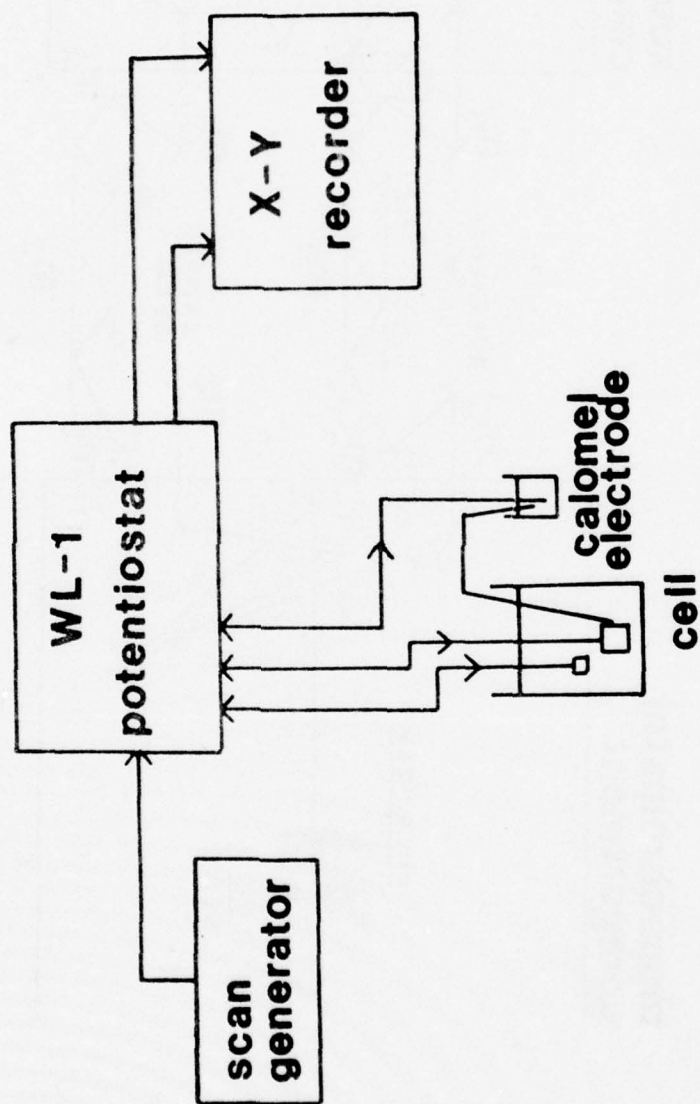 scan
generator
WL-1
potentiostat
X-Y
recorder
calomel
electrode
cell